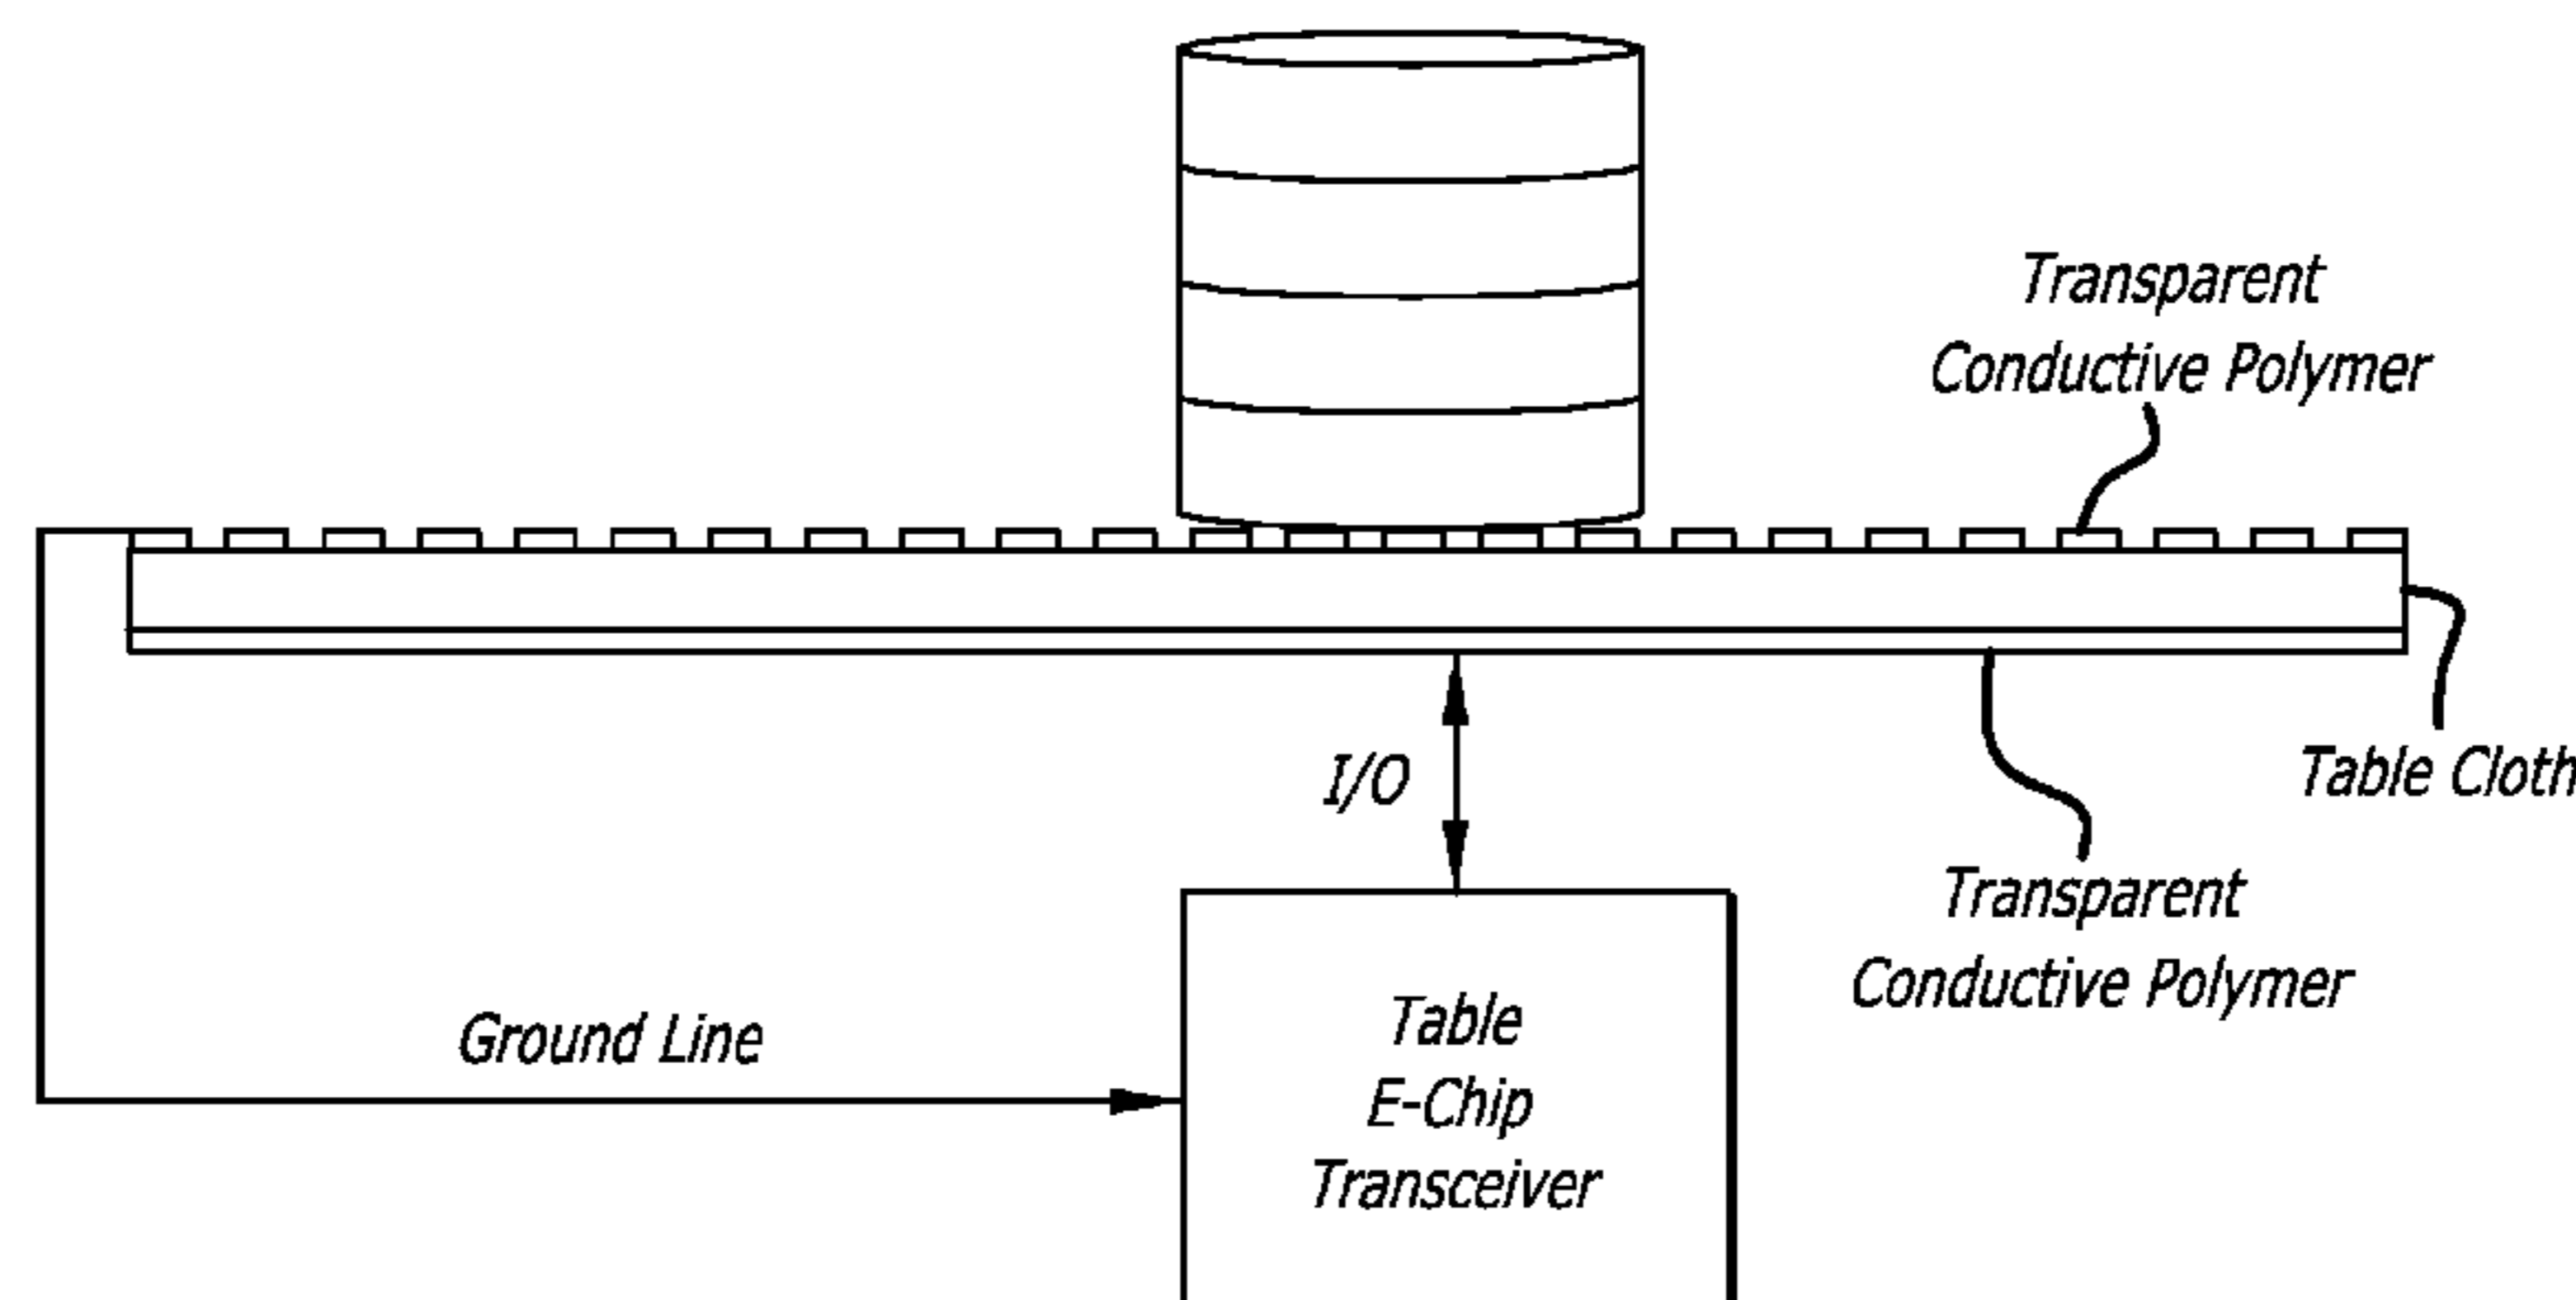 Transparent
Conductive Polymer
I/O
Table Cloth
Transparent
Conductive Polymer
Ground Line
Table
E-Chip
Transceiver